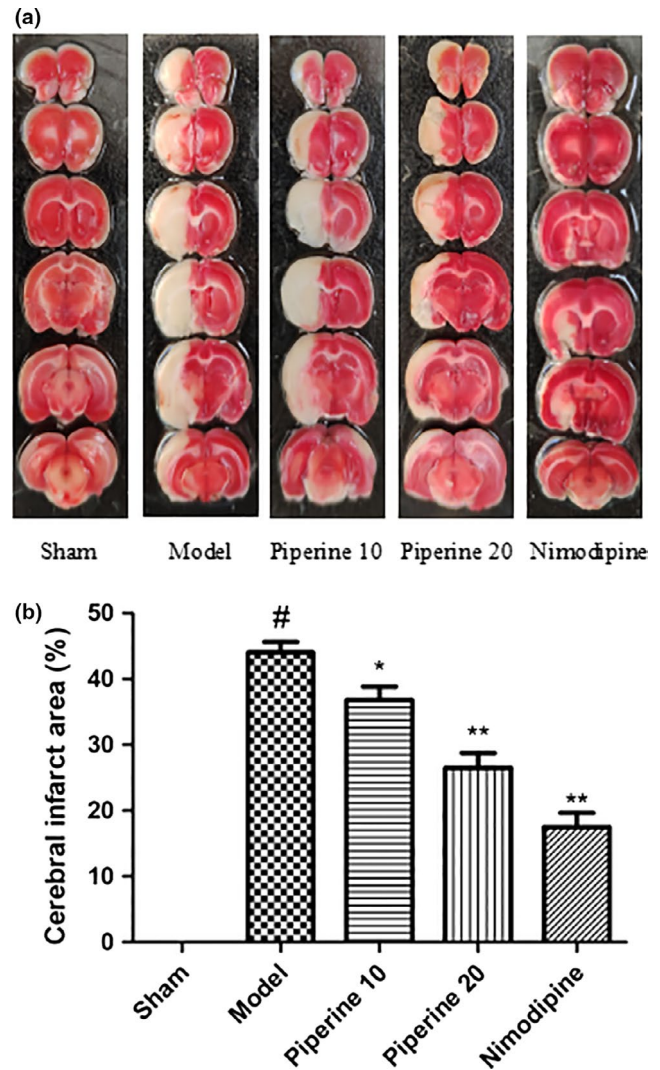 (a)
Sham Model Piperine 10 Piperine 20 Nimodipine
(b)
Cerebral infarct area (%)
50
40
30
20
10
0
#
*
**
**
Sham
Model
Piperine 10
Piperine 20
Nimodipine